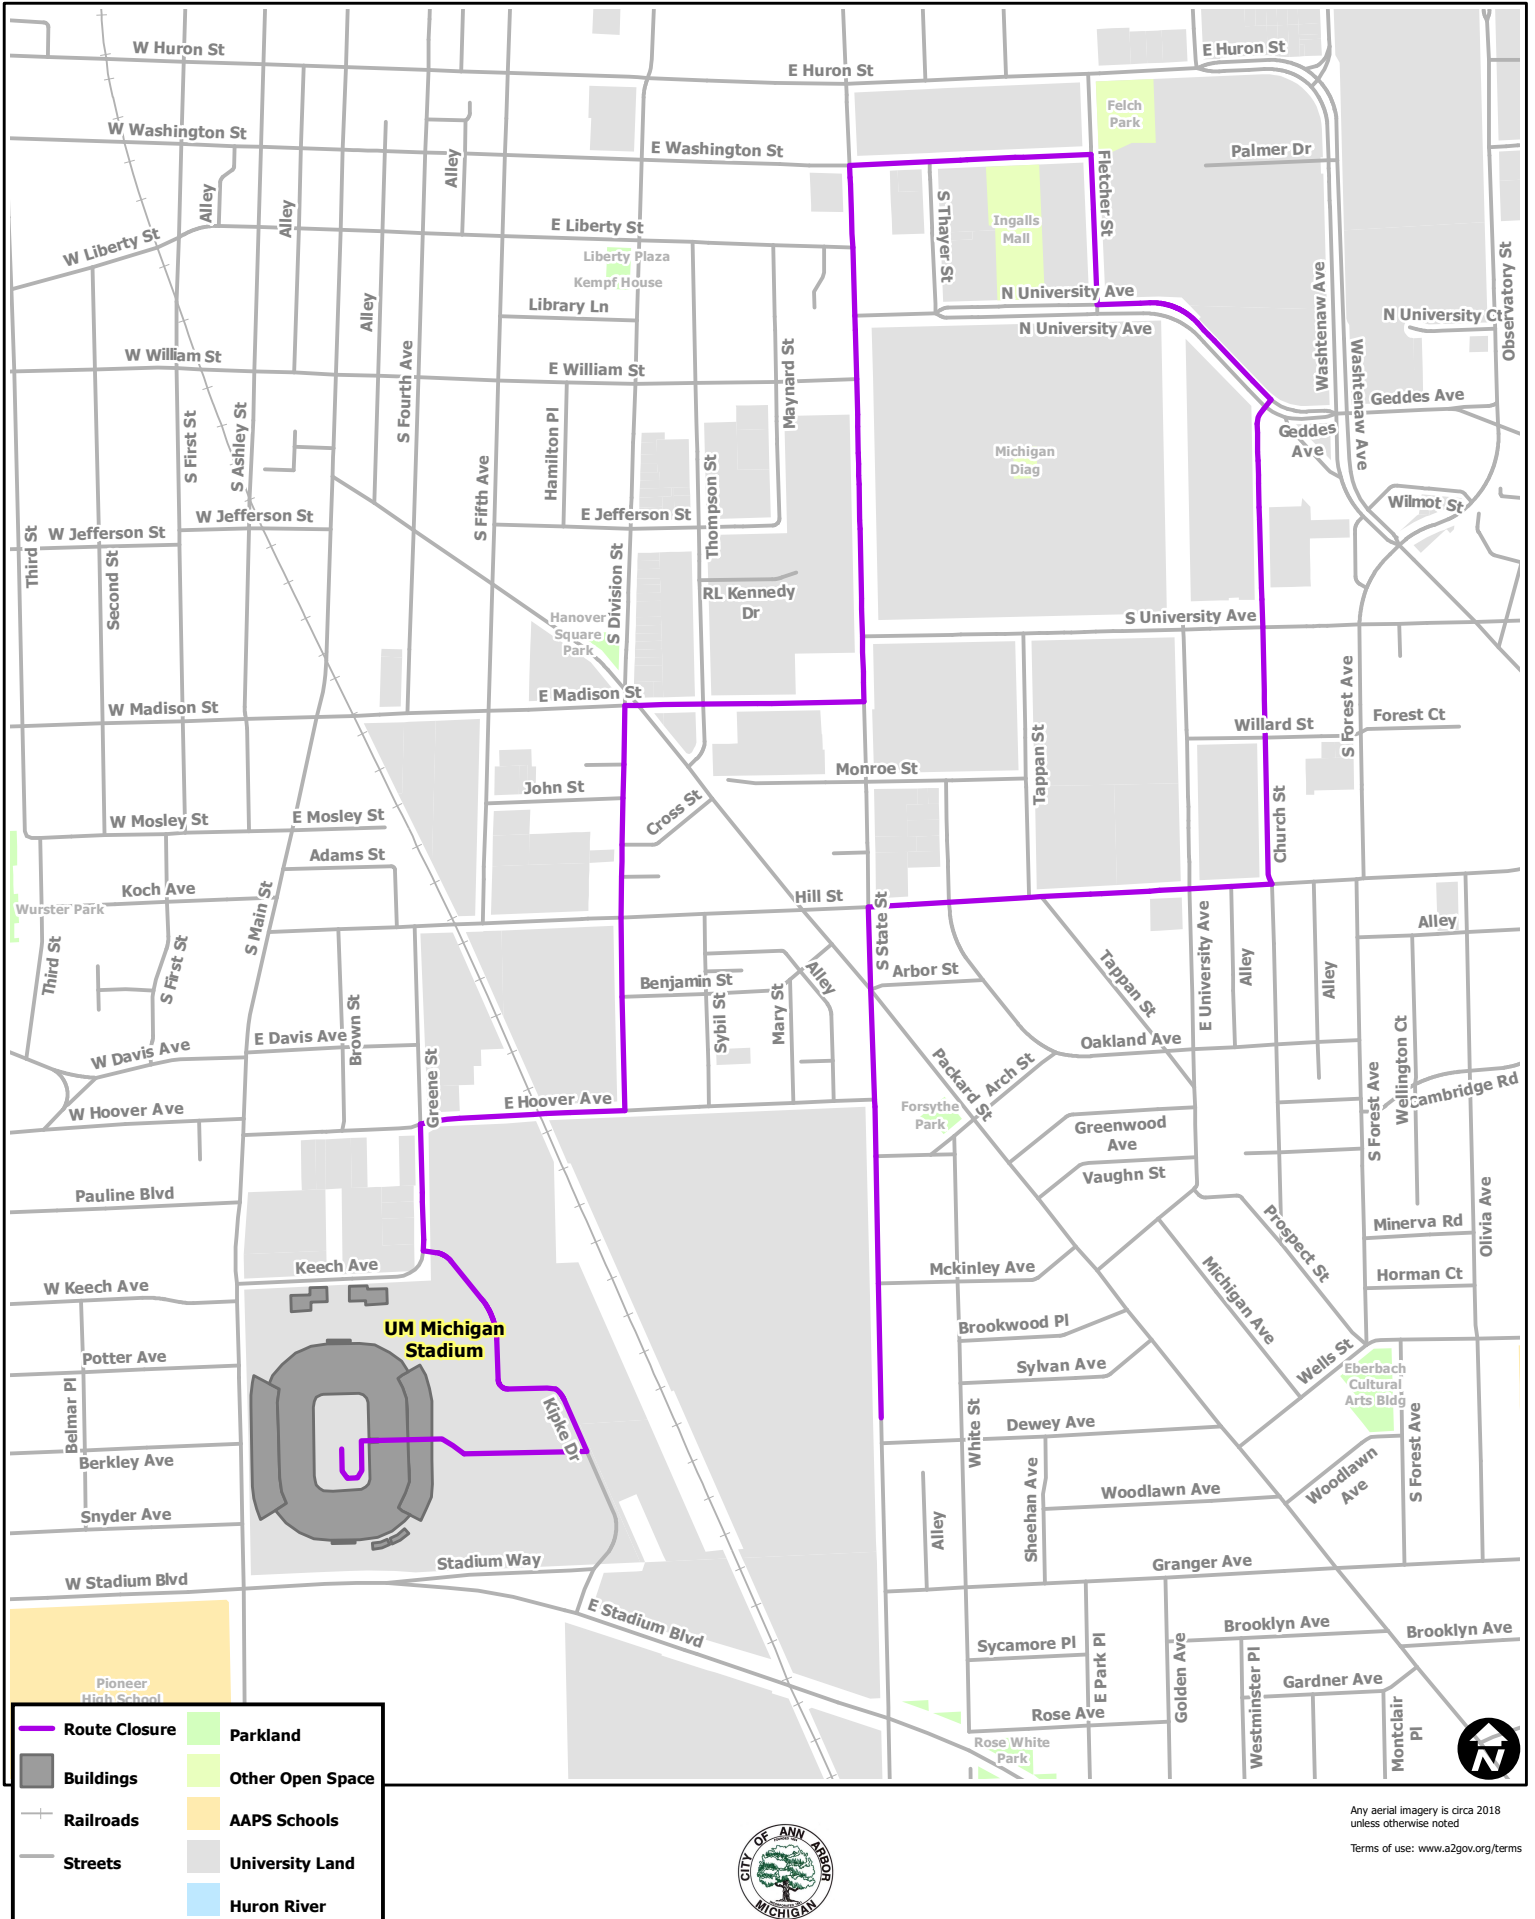 W Huron St
E Huron St
E Huron St
Felch
Park
W Washington St
E Washington St
Alley
Palmer Dr
Fletcher St
Alley
Alley
S Thayer St
Ingalls
Mall
W Liberty St
E Liberty St
Liberty Plaza
Kempf House
Washtenaw Ave
Observatory St
Alley
Library Ln
N University Ave
N University Ave
N University Ct
W William St
E William St
S Fourth Ave
Maynard St
Washtenaw Ave
Geddes Ave
Geddes
Ave
S First St
S Ashley St
Hamilton Pl
S Fifth Ave
Thompson St
Michigan
Diag
Wilmot St
W Jefferson St
W Jefferson St
E Jefferson St
Third St
Second St
S Division St
RL Kennedy
Dr
Hanover
Square
Park
S University Ave
W Madison St
E Madison St
Tappan St
Willard St
S Forest Ave
Forest Ct
Monroe St
John St
Cross St
Church St
W Mosley St
E Mosley St
Adams St
Koch Ave
Wurster Park
S Main St
Hill St
S State St
Alley
Third St
S First St
Benjamin St
Alley
Arbor St
Tappan St
E University Ave
Alley
Alley
Sybil St
Mary St
Brown St
W Davis Ave
E Davis Ave
Greene St
Oakland Ave
Packard St
Arch St
Wellington Ct
Cambridge Rd
W Hoover Ave
E Hoover Ave
Forsythe
Park
Greenwood
Ave
S Forest Ave
Vaughn St
Pauline Blvd
Prospect St
Minerva Rd
Olivia Ave
Keech Ave
W Keech Ave
Mckinley Ave
Michigan Ave
Horman Ct
UM Michigan
Stadium
Brookwood Pl
Potter Ave
Sylvan Ave
Wells St
Eberbach
Cultural
Arts Bldg
Belmar Pl
Kipke Dr
White St
Dewey Ave
S Forest Ave
Berkley Ave
Woodlawn
Ave
Woodlawn Ave
Snyder Ave
Alley
Sheehan Ave
Stadium Way
Granger Ave
W Stadium Blvd
E Stadium Blvd
Brooklyn Ave
Brooklyn Ave
Sycamore Pl
E Park Pl
Golden Ave
Westminster Pl
Gardner Ave
Montclair
Pl
Pioneer
High School
Rose Ave
Rose White
Park
N
Route Closure
Parkland
Buildings
Other Open Space
Railroads
AAPS Schools
Streets
University Land
Huron River
CITY OF ANN ARBOR
MICHIGAN
Any aerial imagery is circa 2018
unless otherwise noted
Terms of use: www.a2gov.org/terms